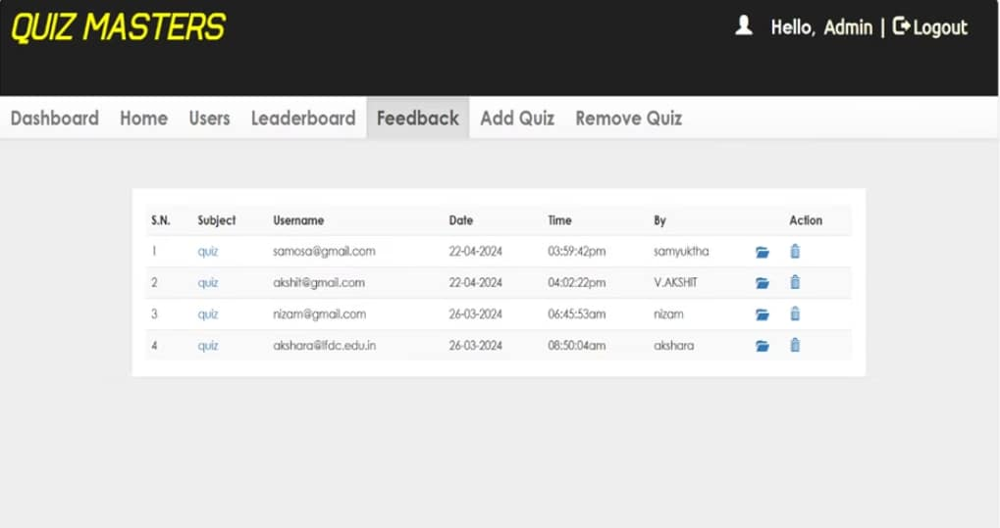 QUIZ MASTERS
Hello, Admin | Logout
Dashboard Home Users Leaderboard Feedback Add Quiz Remove Quiz
S.N. Subject Username Date Time By Action
1 quiz samosa@gmail.com 22-04-2024 03:59:42pm samyuktha
2 quiz akshit@gmail.com 22-04-2024 04:02:22pm V.AKSHIT
3 quiz nizam@gmail.com 26-03-2024 06:45:53am nizam
4 quiz akshara@lfdc.edu.in 26-03-2024 08:50:04am akshara